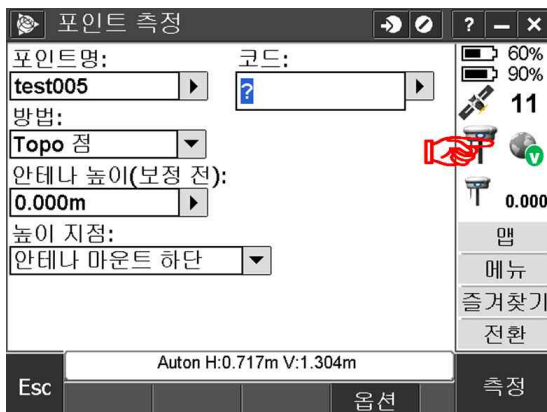 포인트 측정
? – ×
포인트명:
코드:
test005
?
방법:
Topo 점
안테나 높이(보정 전):
0.000m
높이 지점:
안테나 마운트 하단
60%
90%
11
v
0.000
맵
메뉴
즐겨찾기
전환
Auton H:0.717m V:1.304m
Esc
옵션
측정